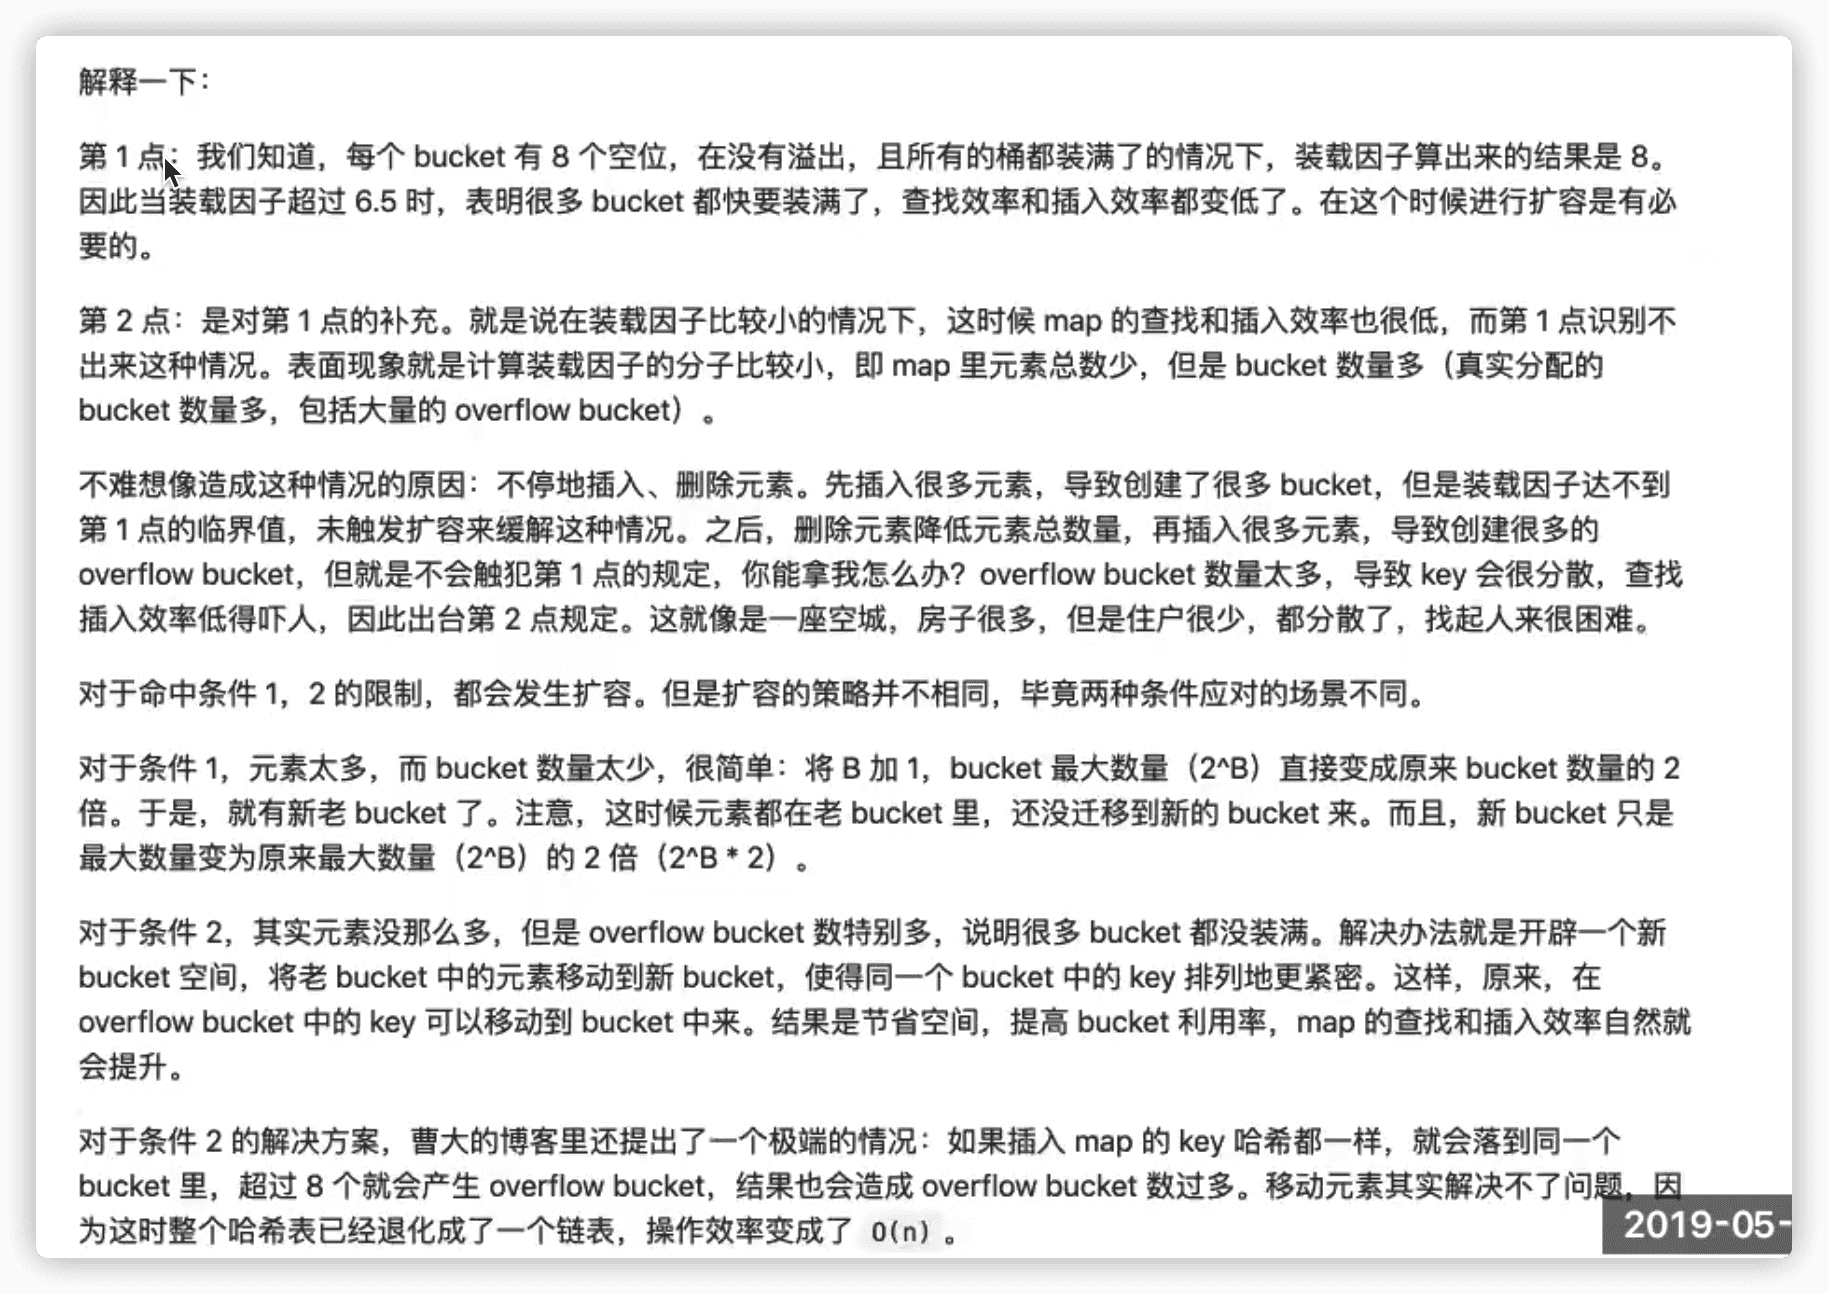 解释一下：
第 1 点：我们知道，每个 bucket 有 8 个空位，在没有溢出，且所有的桶都装满了的情况下，装载因子算出来的结果是 8。
因此当装载因子超过 6.5 时，表明很多 bucket 都快要装满了，查找效率和插入效率都变低了。在这个时候进行扩容是有必
要的。
第 2 点：是对第 1 点的补充。就是说在装载因子比较小的情况下，这时候 map 的查找和插入效率也很低，而第 1 点识别不
出来这种情况。表面现象就是计算装载因子的分子比较小，即 map 里元素总数少，但是 bucket 数量多（真实分配的
bucket 数量多，包括大量的 overflow bucket）。
不难想像造成这种情况的原因：不停地插入、删除元素。先插入很多元素，导致创建了很多 bucket，但是装载因子达不到
第 1 点的临界值，未触发扩容来缓解这种情况。之后，删除元素降低元素总数量，再插入很多元素，导致创建很多的
overflow bucket，但就是不会触犯第 1 点的规定，你能拿我怎么办？overflow bucket 数量太多，导致 key 会很分散，查找
插入效率低得吓人，因此出台第 2 点规定。这就像是一座空城，房子很多，但是住户很少，都分散了，找起人来很困难。
对于命中条件 1，2 的限制，都会发生扩容。但是扩容的策略并不相同，毕竟两种条件应对的场景不同。
对于条件 1，元素太多，而 bucket 数量太少，很简单：将 B 加 1，bucket 最大数量（2^B）直接变成原来 bucket 数量的 2
倍。于是，就有新老 bucket 了。注意，这时候元素都在老 bucket 里，还没迁移到新的 bucket 来。而且，新 bucket 只是
最大数量变为原来最大数量（2^B）的 2 倍（2^B * 2）。
对于条件 2，其实元素没那么多，但是 overflow bucket 数特别多，说明很多 bucket 都没装满。解决办法就是开辟一个新
bucket 空间，将老 bucket 中的元素移动到新 bucket，使得同一个 bucket 中的 key 排列地更紧密。这样，原来，在
overflow bucket 中的 key 可以移动到 bucket 中来。结果是节省空间，提高 bucket 利用率，map 的查找和插入效率自然就
会提升。
对于条件 2 的解决方案，曹大的博客里还提出了一个极端的情况：如果插入 map 的 key 哈希都一样，就会落到同一个
bucket 里，超过 8 个就会产生 overflow bucket，结果也会造成 overflow bucket 数过多。移动元素其实解决不了问题，因
为这时整个哈希表已经退化成了一个链表，操作效率变成了 O(n) 。
2019-05-